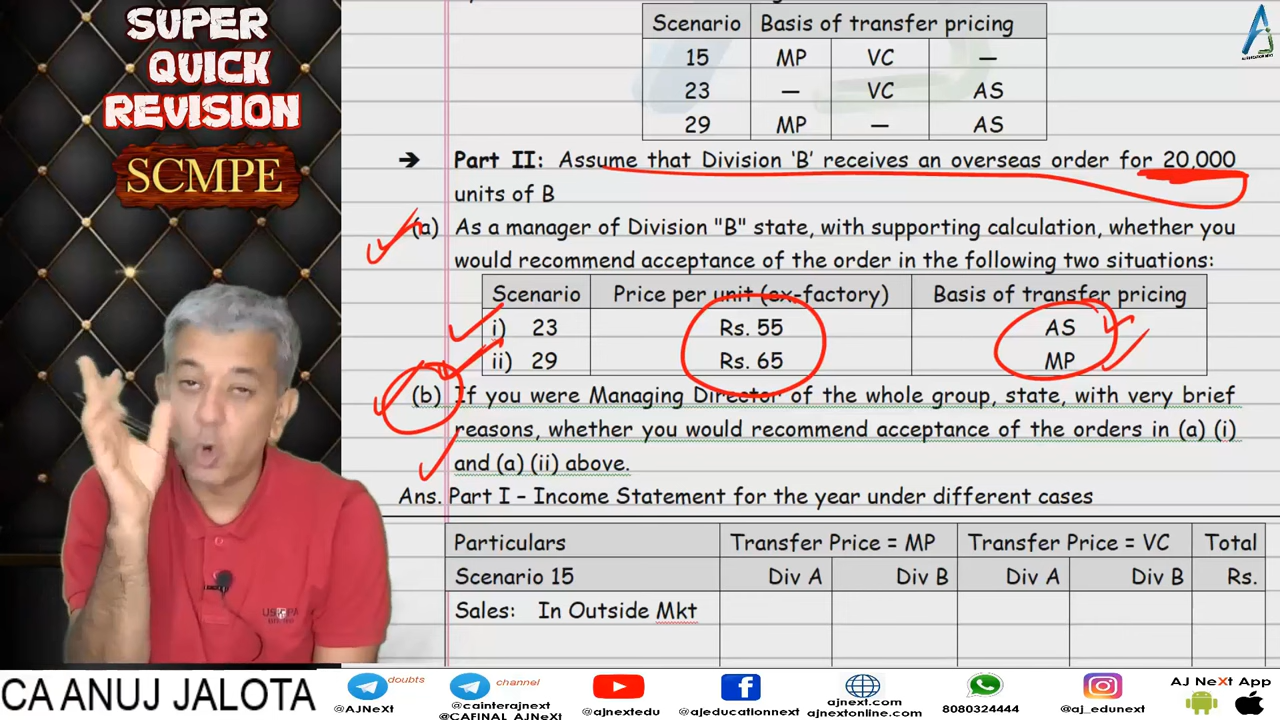 SUPER
QUICK
REVISION
SCMPE
Scenario Basis of transfer pricing
15 MP VC —
23 — VC AS
29 MP — AS
➔ Part II: Assume that Division 'B' receives an overseas order for 20,000
units of B
(a) As a manager of Division "B" state, with supporting calculation, whether you
would recommend acceptance of the order in the following two situations:
Scenario Price per unit (ex-factory) Basis of transfer pricing
i) 23 Rs. 55 AS
ii) 29 Rs. 65 MP
(b) If you were Managing Director of the whole group, state, with very brief
reasons, whether you would recommend acceptance of the orders in (a) (i)
and (a) (ii) above.
Ans. Part I – Income Statement for the year under different cases
Particulars Transfer Price = MP Transfer Price = VC Total
Scenario 15 Div A Div B Div A Div B Rs.
Sales: In Outside Mkt
CA ANUJ JALOTA
doubts
@AJNeXt
channel
@cainterajnext
@CAFINAL_AJNeXt
@ajnextedu
@ajeducationnext
ajnext.com
ajnextonline.com
8080324444
@aj_edunext
AJ NeXt App